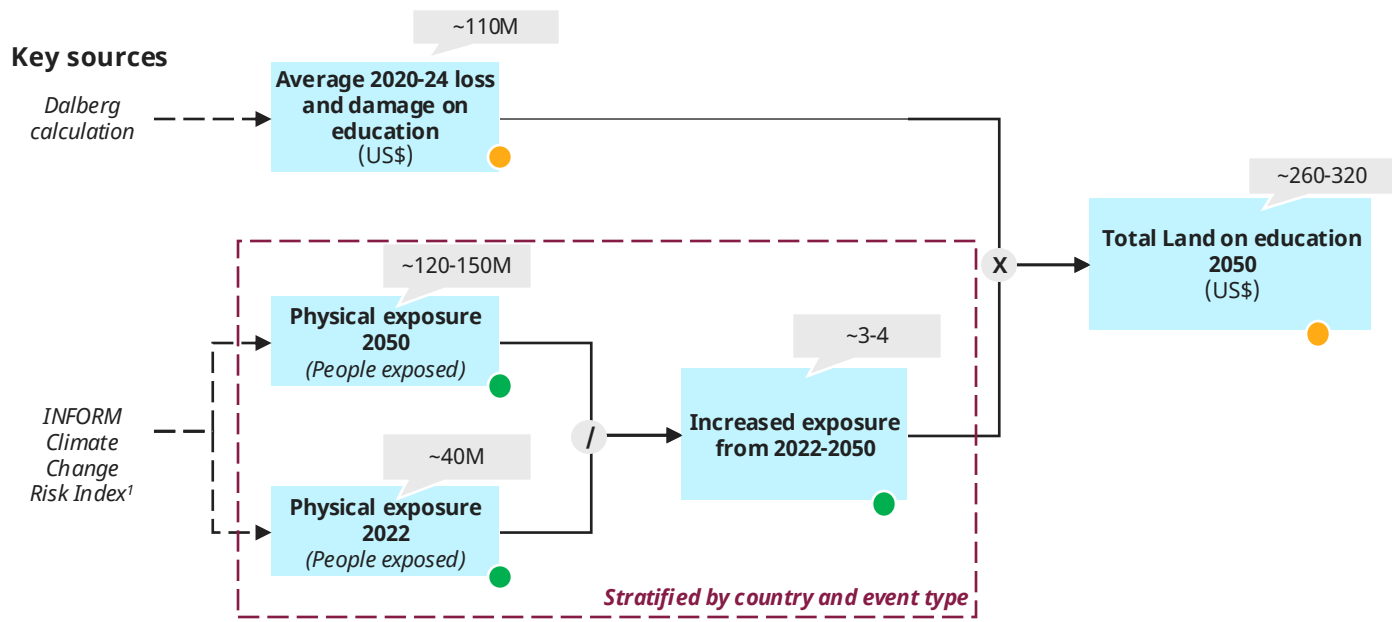 ~110M
Key sources
Dalberg
calculation
Average 2020-24 loss
and damage on
education
(US$)
~260-320
Total Land on education
2050
(US$)
X
~120-150M
Physical exposure
2050
(People exposed)
~3-4
Increased exposure
from 2022-2050
/
INFORM
Climate
Change
Risk Index¹
~40M
Physical exposure
2022
(People exposed)
Stratified by country and event type